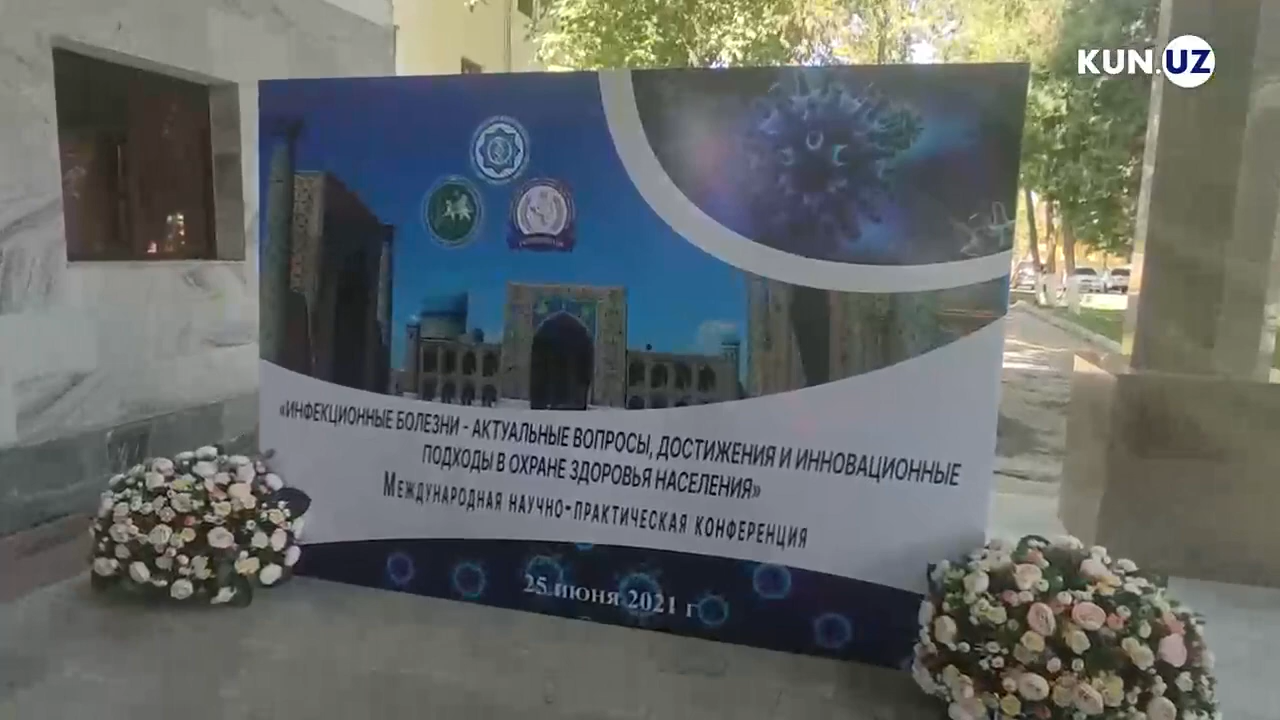 KUN.UZ
«ИНФЕКЦИОННЫЕ БОЛЕЗНИ - АКТУАЛЬНЫЕ ВОПРОСЫ, ДОСТИЖЕНИЯ И ИННОВАЦИОННЫЕ
ПОДХОДЫ В ОХРАНЕ ЗДОРОВЬЯ НАСЕЛЕНИЯ»
МЕЖДУНАРОДНАЯ НАУЧНО-ПРАКТИЧЕСКАЯ КОНФЕРЕНЦИЯ
25 июня 2021 г